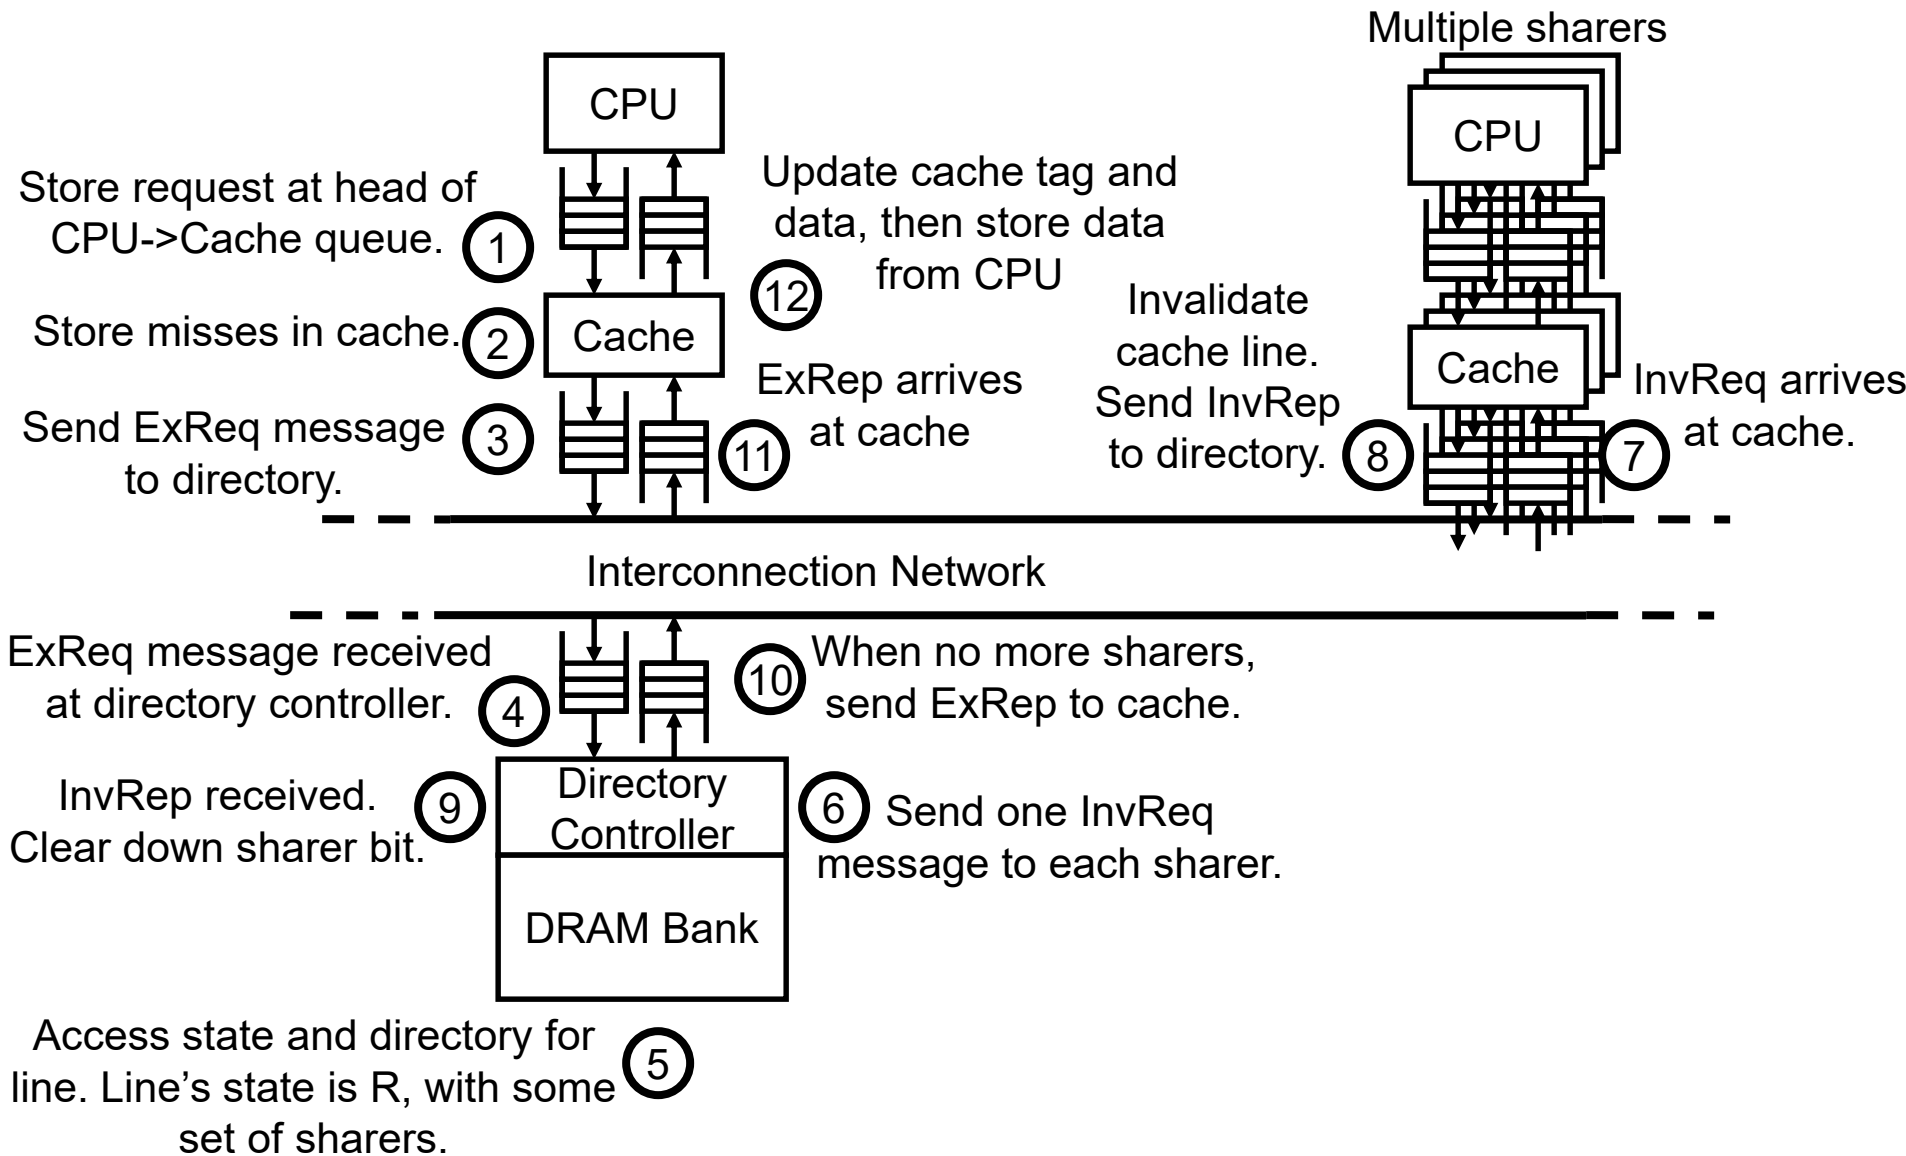 Multiple sharers
CPU
CPU
Store request at head of
CPU->Cache queue.
1
Update cache tag and
data, then store data
from CPU
12
Store misses in cache.
2
Cache
Invalidate
cache line.
Send InvRep
to directory.
8
Cache
InvReq arrives
at cache.
7
Send ExReq message
to directory.
3
ExRep arrives
at cache
11
Interconnection Network
ExReq message received
at directory controller.
4
10
When no more sharers,
send ExRep to cache.
InvRep received.
Clear down sharer bit.
9
Directory
Controller
6
Send one InvReq
message to each sharer.
DRAM Bank
Access state and directory for
line. Line’s state is R, with some
set of sharers.
5